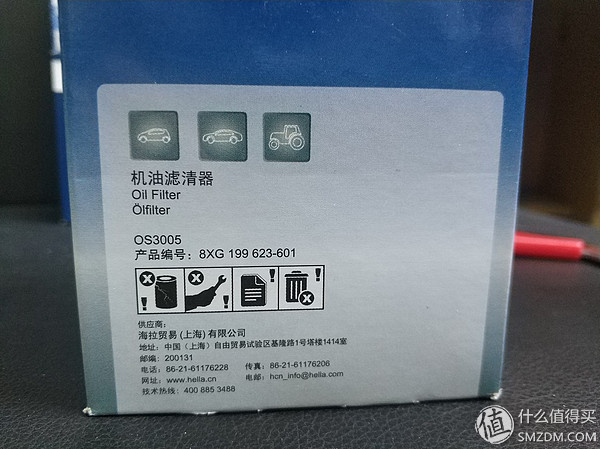 机油滤清器
Oil Filter
Ölfilter
OS3005
产品编号：8XG 199 623-601
供应商：
海拉贸易(上海)有限公司
地址：中国（上海）自由贸易试验区基隆路1号塔楼1414室
邮编：200131
电话：86-21-61176228 传真：86-21-61176206
网址：www.hella.cn 电邮：hcn_info@hella.com
技术热线：400 885 3488
值 什么值得买
SMZDM.COM